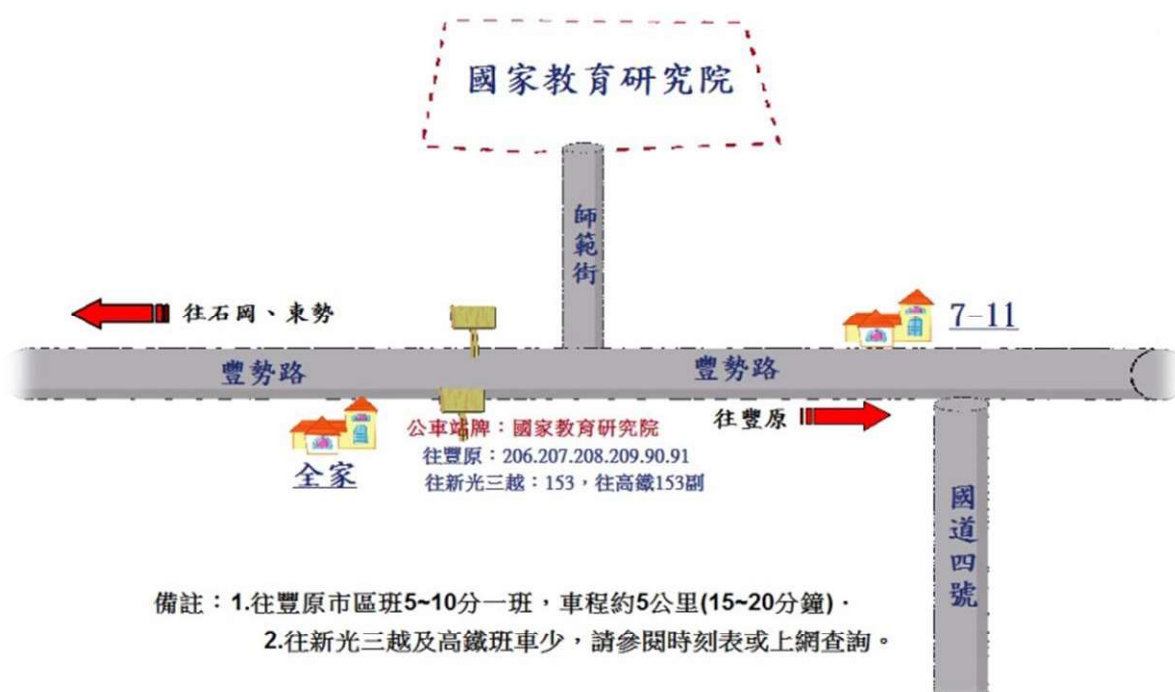 國家教育研究院
師範街
往石岡、東勢
7-11
豐勢路
豐勢路
往豐原
公車站牌：國家教育研究院
往豐原：206.207.208.209.90.91
往新光三越：153，往高鐵153副
全家
國道四號
備註：1.往豐原市區班5~10分一班，車程約5公里(15~20分鐘)．
2.往新光三越及高鐵班車少，請參閱時刻表或上網查詢。